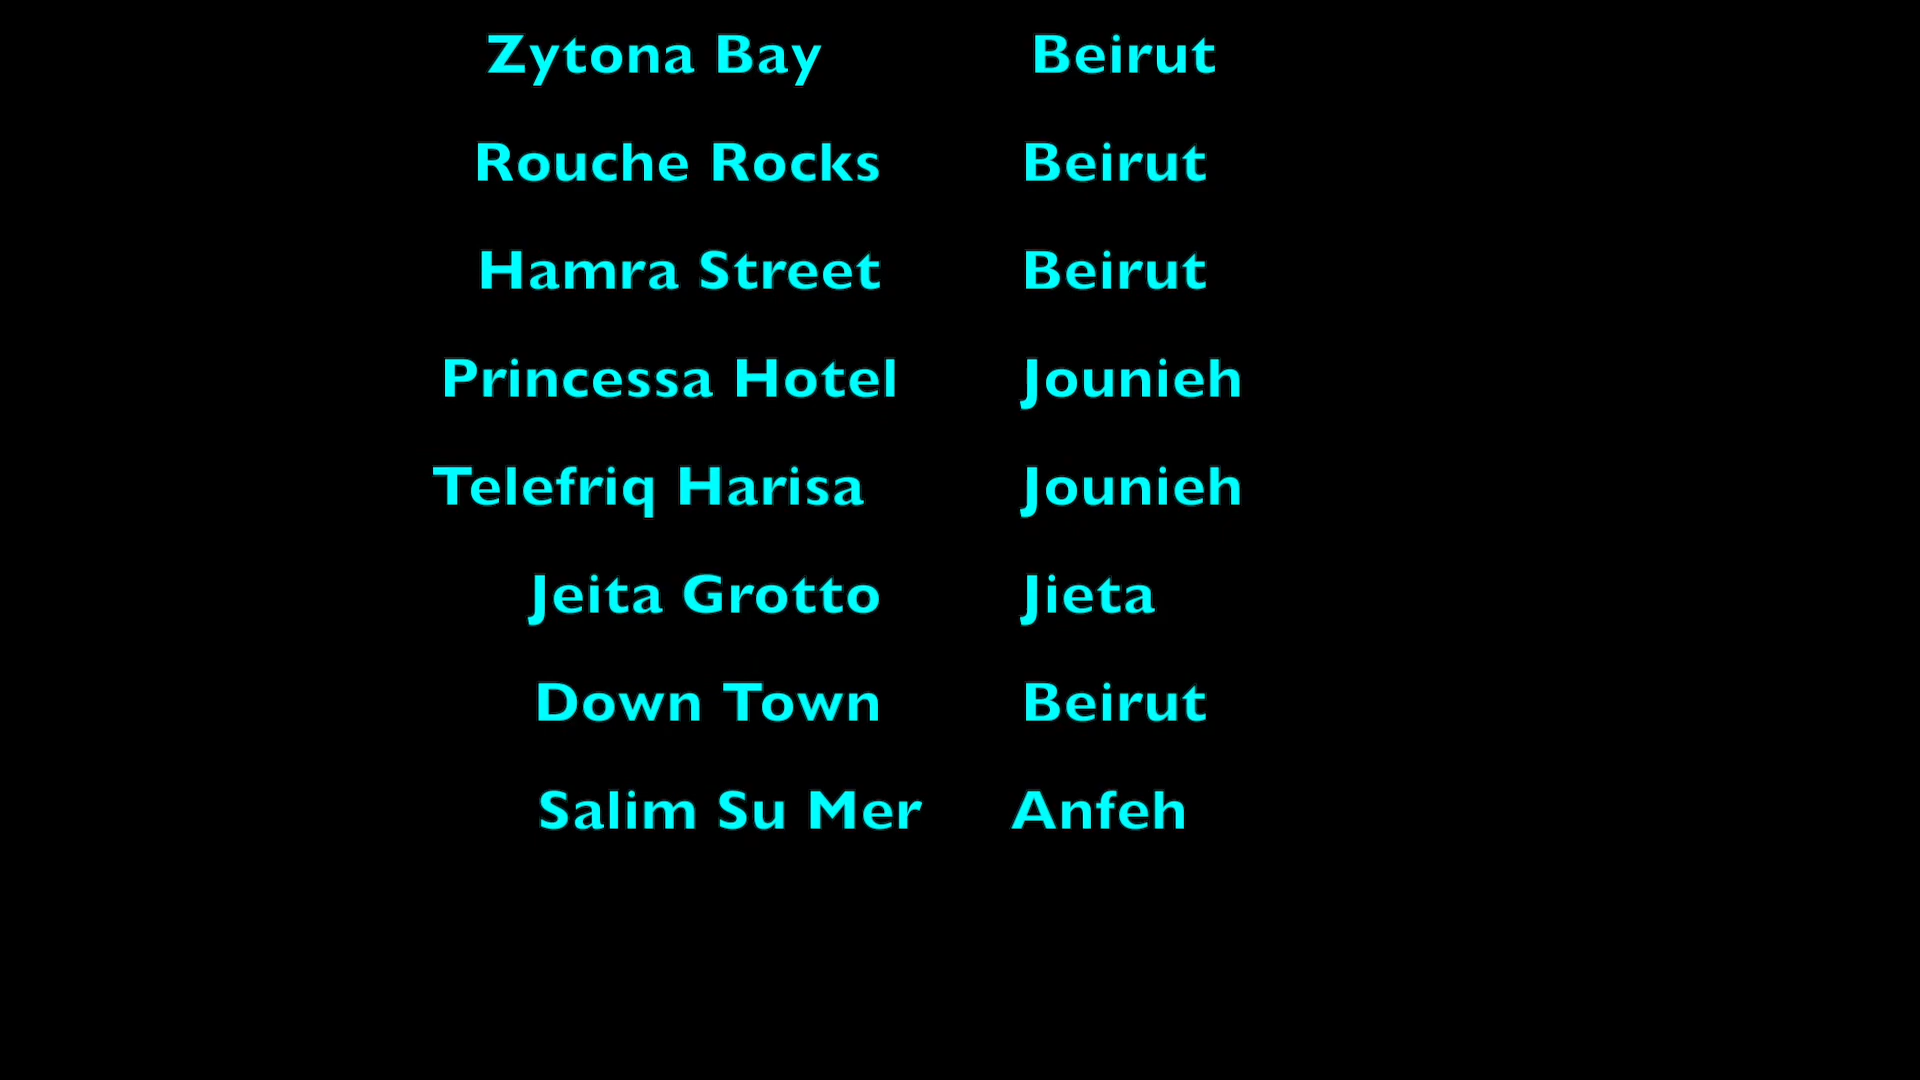 Zytona Bay Beirut
Rouche Rocks Beirut
Hamra Street Beirut
Princessa Hotel Jounieh
Telefriq Harisa Jounieh
Jeita Grotto Jieta
Down Town Beirut
Salim Su Mer Anfeh